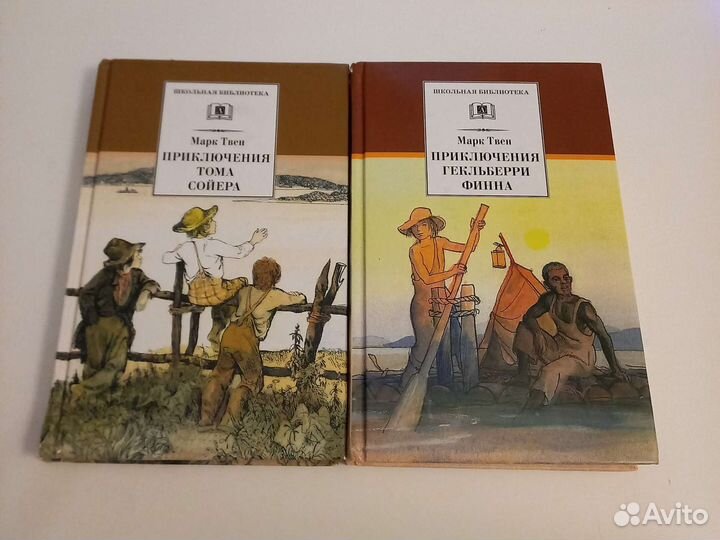 ШКОЛЬНАЯ БИБЛИОТЕКА
Марк Твен
ПРИКЛЮЧЕНИЯ
ТОМА
СОЙЕРА
ШКОЛЬНАЯ БИБЛИОТЕКА
Марк Твен
ПРИКЛЮЧЕНИЯ
ГЕКЛЬБЕРРИ
ФИННА
Avito